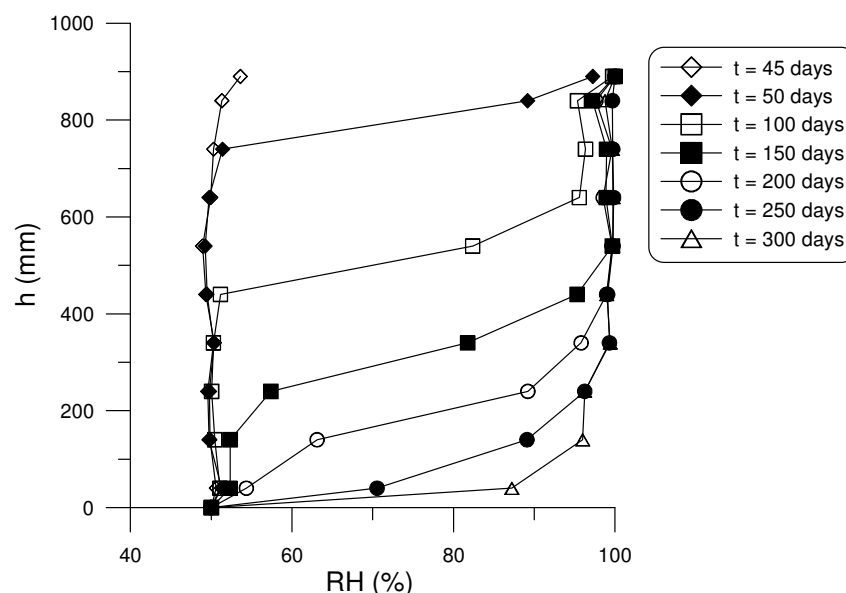 1000
800
600
400
200
0
h (mm)
40
60
80
100
RH (%)
t = 45 days
t = 50 days
t = 100 days
t = 150 days
t = 200 days
t = 250 days
t = 300 days